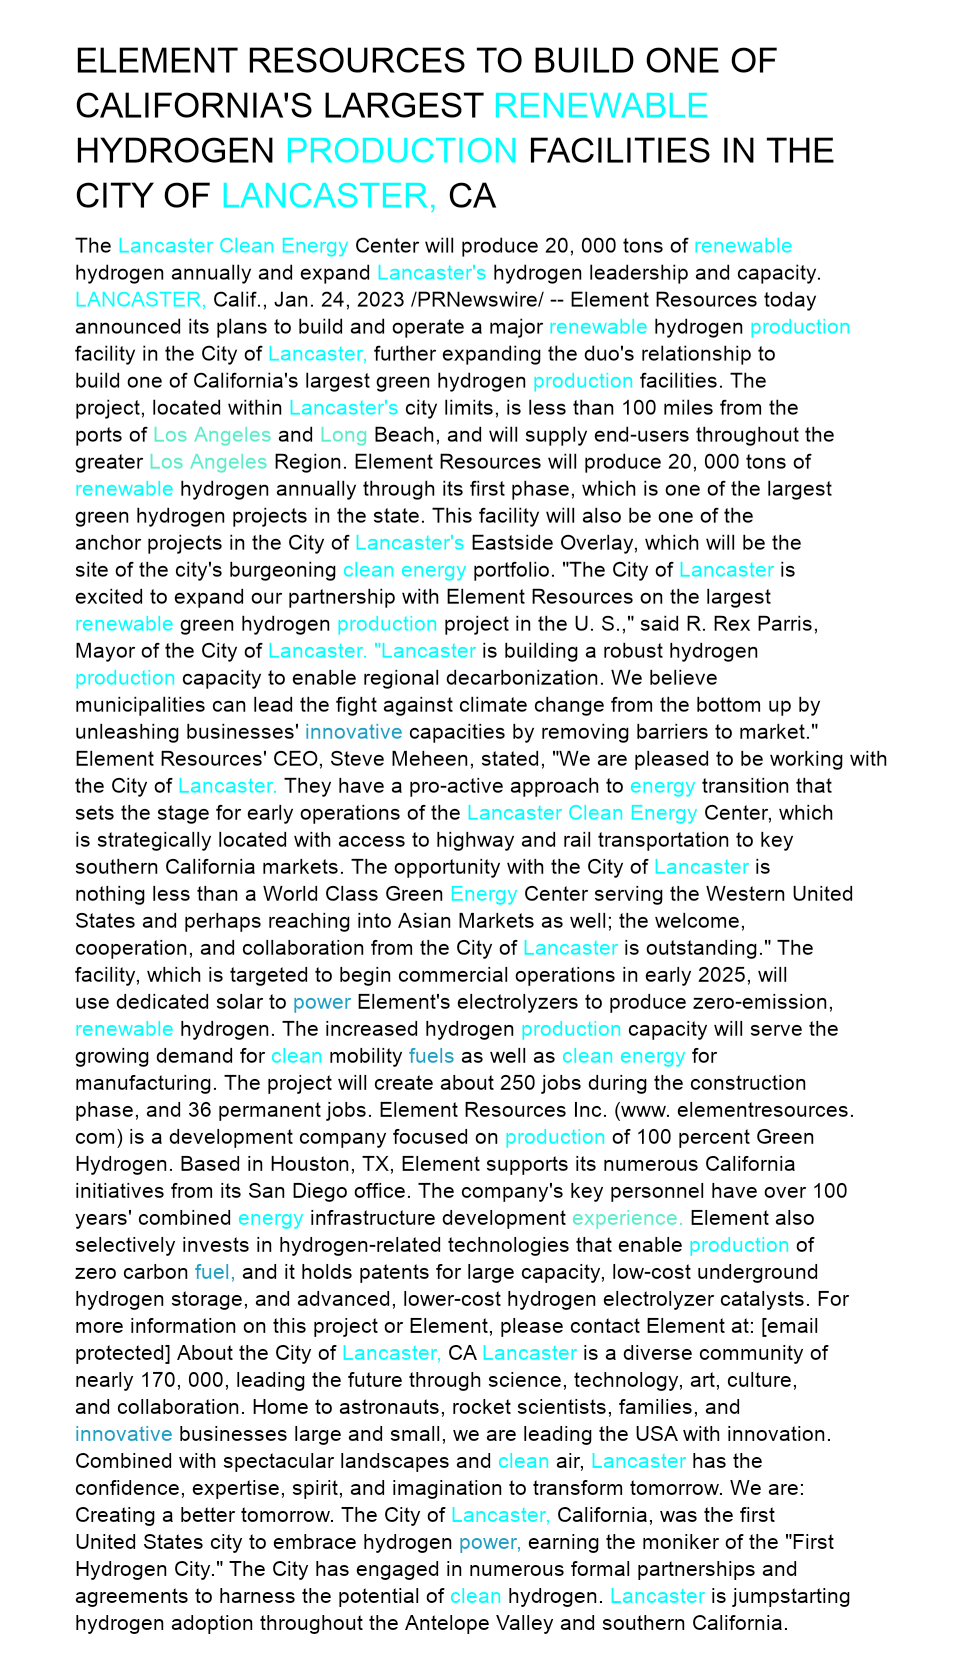 ELEMENT RESOURCES TO BUILD ONE OF
CALIFORNIA'S LARGEST RENEWABLE
HYDROGEN PRODUCTION FACILITIES IN THE
CITY OF LANCASTER, CA
The Lancaster Clean Energy Center will produce 20, 000 tons of renewable
hydrogen annually and expand Lancaster's hydrogen leadership and capacity.
LANCASTER, Calif., Jan. 24, 2023 /PRNewswire/ -- Element Resources today
announced its plans to build and operate a major renewable hydrogen production
facility in the City of Lancaster, further expanding the duo's relationship to
build one of California's largest green hydrogen production facilities. The
project, located within Lancaster's city limits, is less than 100 miles from the
ports of Los Angeles and Long Beach, and will supply end-users throughout the
greater Los Angeles Region. Element Resources will produce 20, 000 tons of
renewable hydrogen annually through its first phase, which is one of the largest
green hydrogen projects in the state. This facility will also be one of the
anchor projects in the City of Lancaster's Eastside Overlay, which will be the
site of the city's burgeoning clean energy portfolio. "The City of Lancaster is
excited to expand our partnership with Element Resources on the largest
renewable green hydrogen production project in the U. S.," said R. Rex Parris,
Mayor of the City of Lancaster. "Lancaster is building a robust hydrogen
production capacity to enable regional decarbonization. We believe
municipalities can lead the fight against climate change from the bottom up by
unleashing businesses' innovative capacities by removing barriers to market."
Element Resources' CEO, Steve Meheen, stated, "We are pleased to be working with
the City of Lancaster. They have a pro-active approach to energy transition that
sets the stage for early operations of the Lancaster Clean Energy Center, which
is strategically located with access to highway and rail transportation to key
southern California markets. The opportunity with the City of Lancaster is
nothing less than a World Class Green Energy Center serving the Western United
States and perhaps reaching into Asian Markets as well; the welcome,
cooperation, and collaboration from the City of Lancaster is outstanding." The
facility, which is targeted to begin commercial operations in early 2025, will
use dedicated solar to power Element's electrolyzers to produce zero-emission,
renewable hydrogen. The increased hydrogen production capacity will serve the
growing demand for clean mobility fuels as well as clean energy for
manufacturing. The project will create about 250 jobs during the construction
phase, and 36 permanent jobs. Element Resources Inc. (www. elementresources.
com) is a development company focused on production of 100 percent Green
Hydrogen. Based in Houston, TX, Element supports its numerous California
initiatives from its San Diego office. The company's key personnel have over 100
years' combined energy infrastructure development experience. Element also
selectively invests in hydrogen-related technologies that enable production of
zero carbon fuel, and it holds patents for large capacity, low-cost underground
hydrogen storage, and advanced, lower-cost hydrogen electrolyzer catalysts. For
more information on this project or Element, please contact Element at: [email
protected] About the City of Lancaster, CA Lancaster is a diverse community of
nearly 170, 000, leading the future through science, technology, art, culture,
and collaboration. Home to astronauts, rocket scientists, families, and
innovative businesses large and small, we are leading the USA with innovation.
Combined with spectacular landscapes and clean air, Lancaster has the
confidence, expertise, spirit, and imagination to transform tomorrow. We are:
Creating a better tomorrow. The City of Lancaster, California, was the first
United States city to embrace hydrogen power, earning the moniker of the "First
Hydrogen City." The City has engaged in numerous formal partnerships and
agreements to harness the potential of clean hydrogen. Lancaster is jumpstarting
hydrogen adoption throughout the Antelope Valley and southern California.